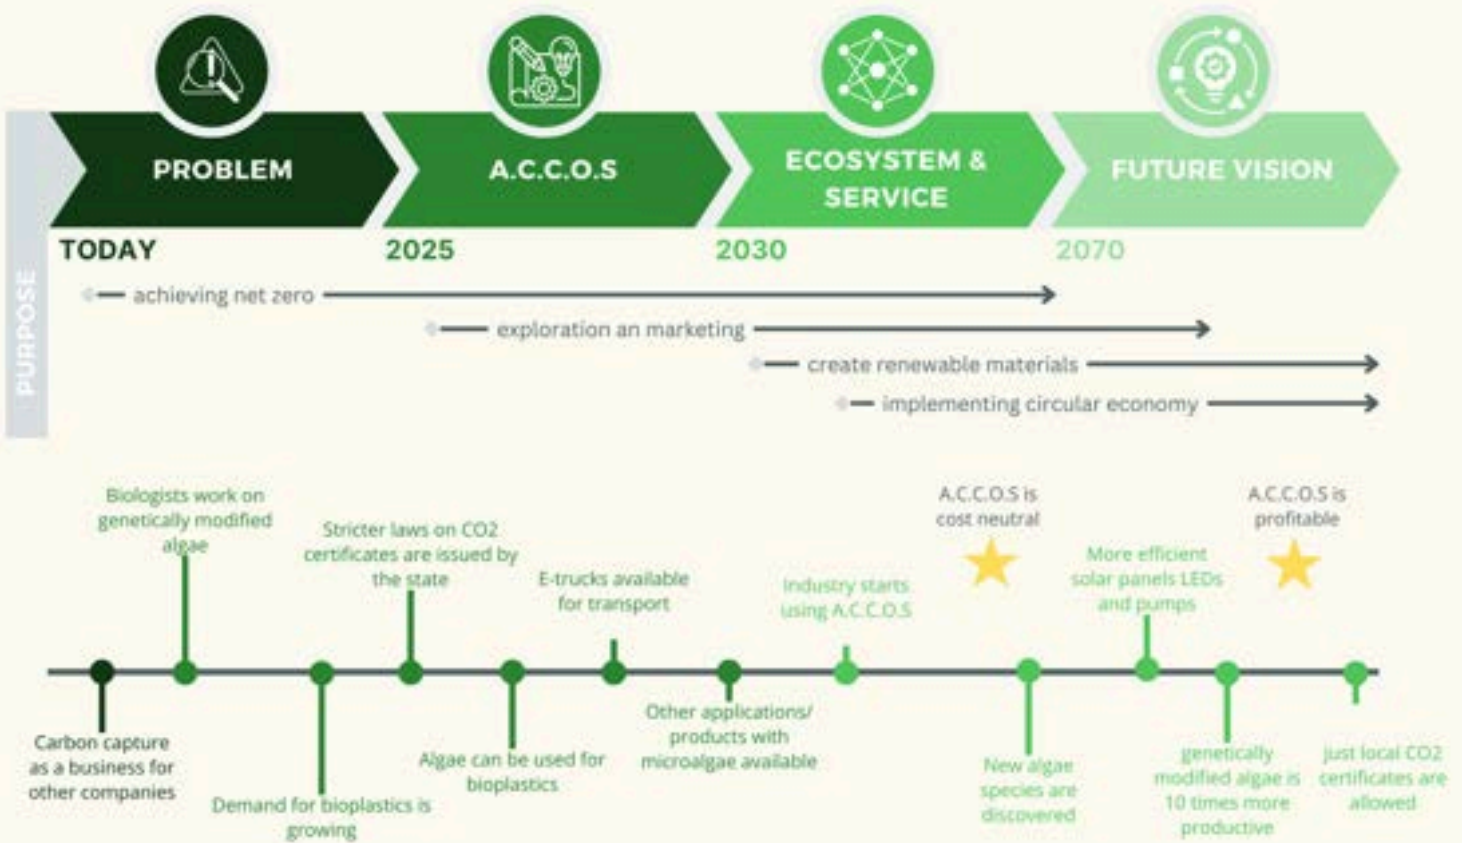 PROBLEM
A.C.C.O.S
ECOSYSTEM &
SERVICE
FUTURE VISION
TODAY
2025
2030
2070
PURPOSE
achieving net zero
exploration an marketing
create renewable materials
implementing circular economy
Biologists work on
genetically modified
algae
Stricter laws on CO2
certificates are issued by
the state
E-trucks available
for transport
Industry starts
using A.C.C.O.S
A.C.C.O.S is
cost neutral
More efficient
solar panels LEDs
and pumps
A.C.C.O.S is
profitable
Carbon capture
as a business for
other companies
Demand for bioplastics is
growing
Algae can be used for
bioplastics
Other applications/
products with
microalgae available
New algae
species are
discovered
genetically
modified algae is
10 times more
productive
just local CO2
certificates are
allowed